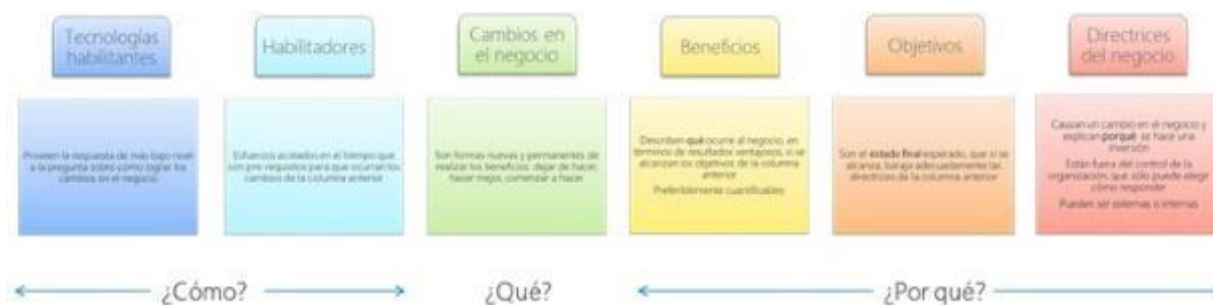 Tecnologías
habilitantes
Habilitadores
Cambios en
el negocio
Beneficios
Objetivos
Directrices
del negocio
Proveen la respuesta de más bajo nivel
a la pregunta sobre cómo lograr los
cambios en el negocio
Esfuerzos acotados en el tiempo que
son pre-requisitos para que ocurran los
cambios de la columna anterior
Son formas nuevas y permanentes de
realizar los beneficios: dejar de hacer,
hacer mejor, comenzar a hacer
Describen qué ocurre al negocio, en
términos de resultados ventajosos, si se
alcanzan los objetivos de la columna
anterior
Preferiblemente cuantificables
Son el estado final esperado, que si se
alcanza, adecuadamente las
directrices de la columna anterior
Causan un cambio en el negocio y
explican porqué se hace una
inversión
Están fuera del control de la
organización, que sólo puede elegir
cómo responder
Pueden ser externas o internas
¿Cómo?
¿Qué?
¿Por qué?